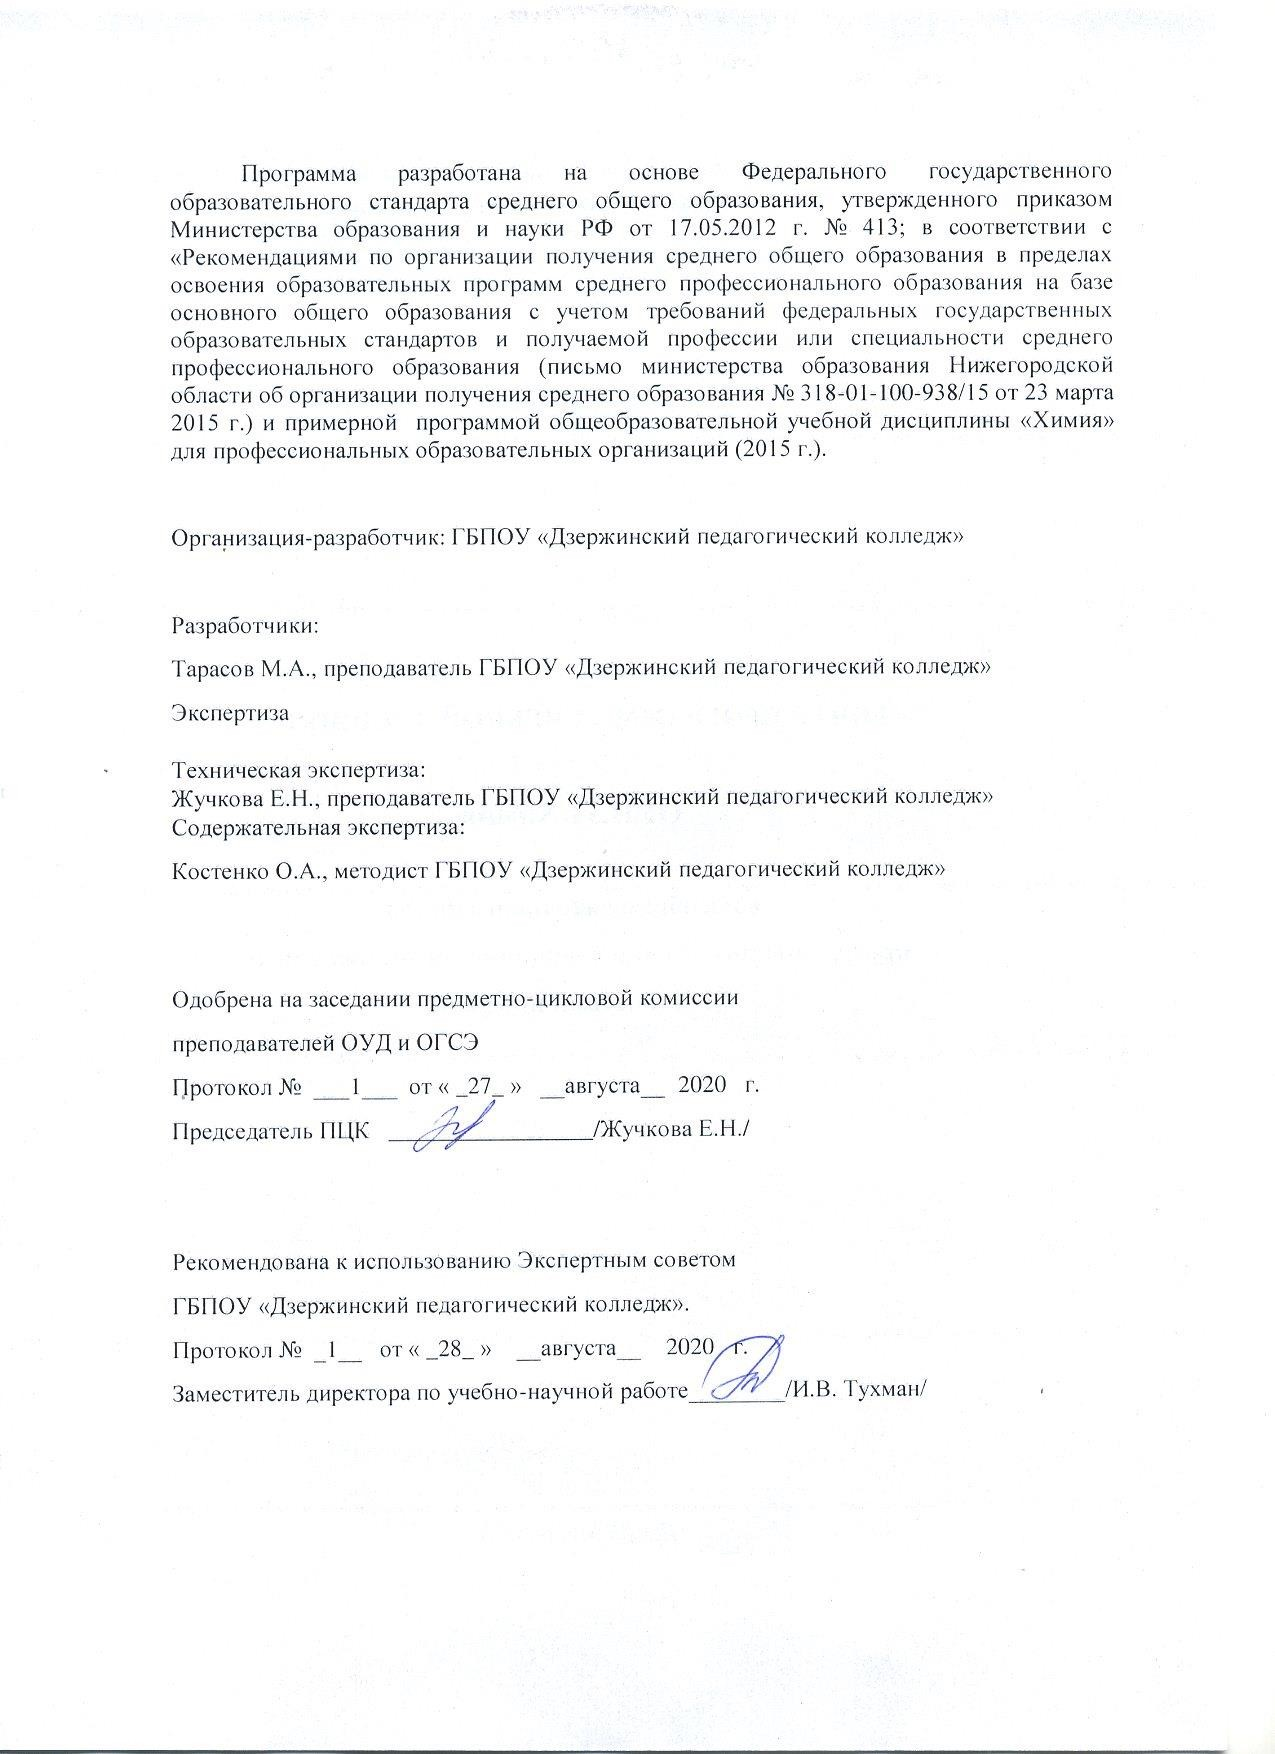 Программа разработана на основе Федерального государственного
образовательного стандарта среднего общего образования, утвержденного приказом
Министерства образования и науки РФ от 17.05.2012 г. № 413; в соответствии с
«Рекомендациями по организации получения среднего общего образования в пределах
освоения образовательных программ среднего профессионального образования на базе
основного общего образования с учетом требований федеральных государственных
образовательных стандартов и получаемой профессии или специальности среднего
профессионального образования (письмо министерства образования Нижегородской
области об организации получения среднего образования № 318-01-100-938/15 от 23 марта
2015 г.) и примерной программой общеобразовательной учебной дисциплины «Химия»
для профессиональных образовательных организаций (2015 г.).
Организация-разработчик: ГБПОУ «Дзержинский педагогический колледж»
Разработчики:
Тарасов М.А., преподаватель ГБПОУ «Дзержинский педагогический колледж»
Экспертиза
Техническая экспертиза:
Жучкова Е.Н., преподаватель ГБПОУ «Дзержинский педагогический колледж»
Содержательная экспертиза:
Костенко О.А., методист ГБПОУ «Дзержинский педагогический колледж»
Одобрена на заседании предметно-цикловой комиссии
преподавателей ОУД и ОГСЭ
Протокол № ___1___ от « _27_ » __августа__ 2020 г.
Председатель ПЦК _________________/Жучкова Е.Н./
Рекомендована к использованию Экспертным советом
ГБПОУ «Дзержинский педагогический колледж».
Протокол № _1__ от « _28_ » __августа__ 2020 г.
Заместитель директора по учебно-научной работе________/И.В. Тухман/